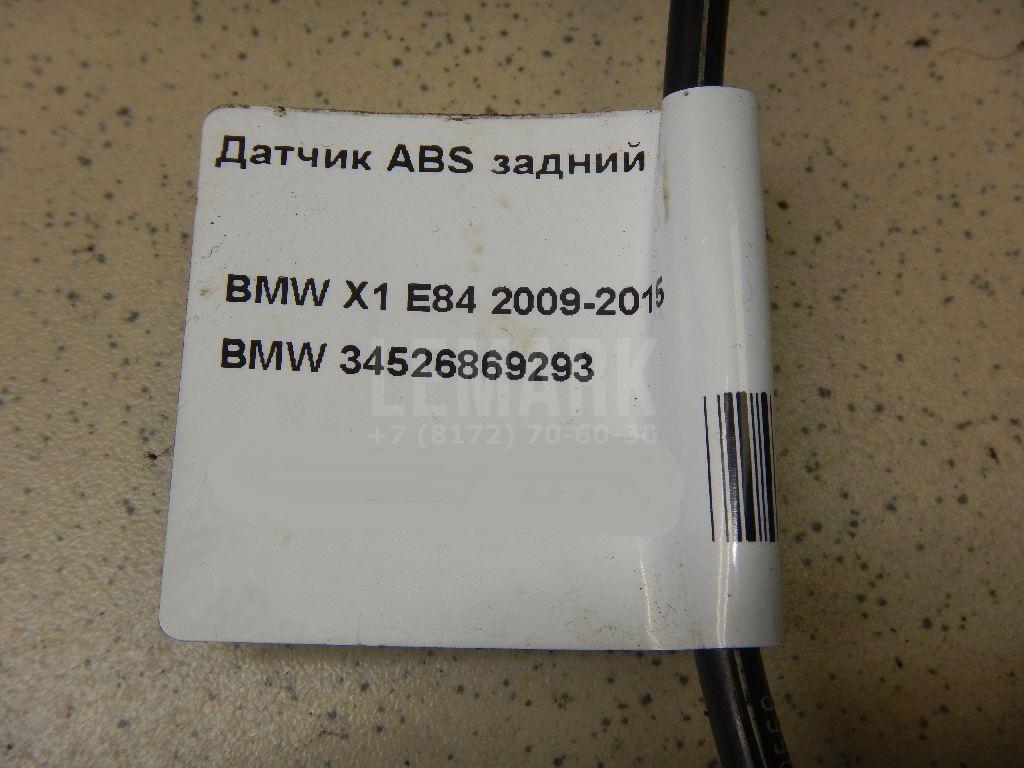 Датчик ABS задний
BMW X1 E84 2009-2015
BMW 34526869293
LEMARK
+7 (8172) 70-60-30